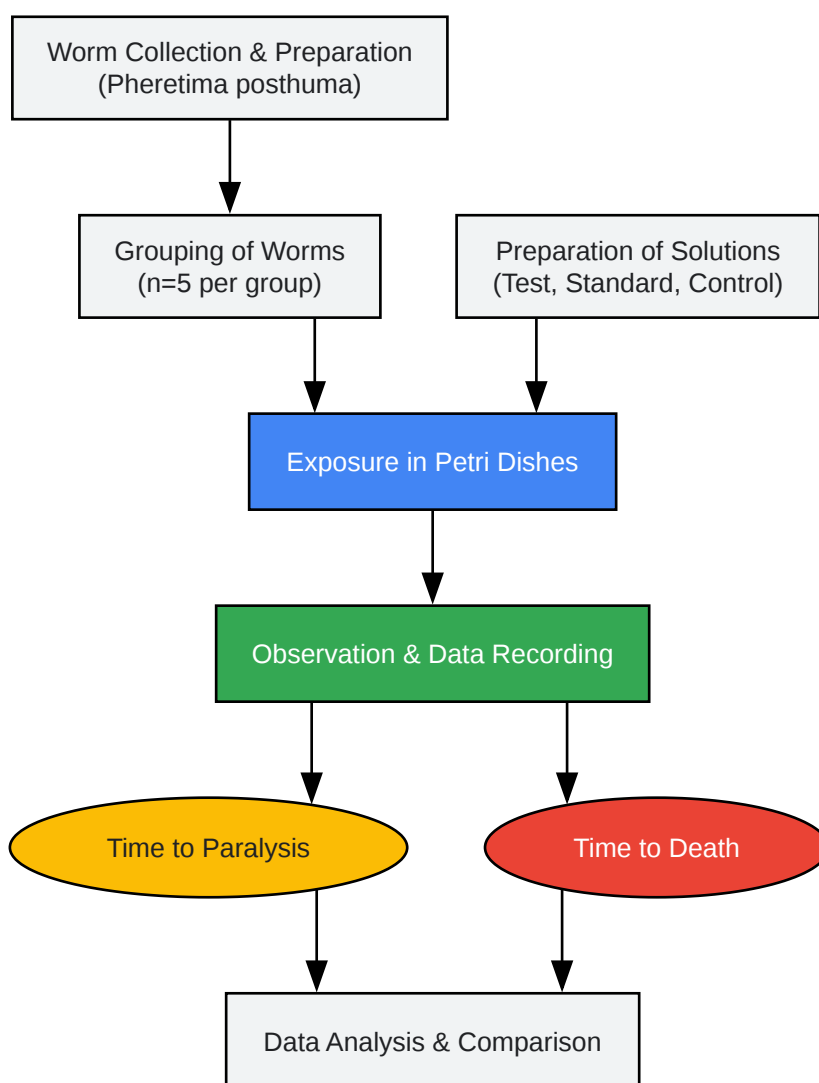 Worm Collection & Preparation
(Pheretima posthuma)
Grouping of Worms
(n=5 per group)
Preparation of Solutions
(Test, Standard, Control)
Exposure in Petri Dishes
Observation & Data Recording
Time to Paralysis
Time to Death
Data Analysis & Comparison